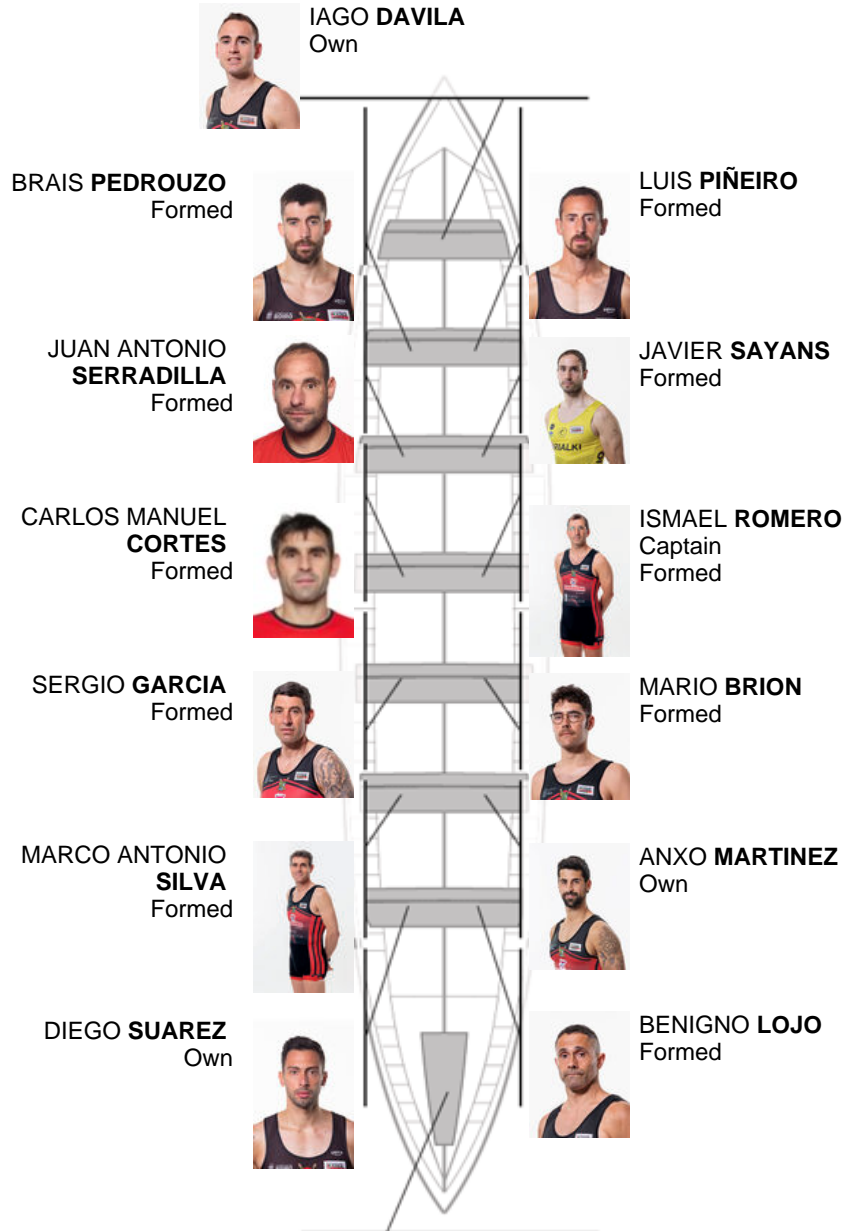 IAGO DAVILA
Own
BRAIS PEDROUZO
Formed
LUIS PIÑEIRO
Formed
JUAN ANTONIO
SERRADILLA
Formed
JAVIER SAYANS
Formed
CARLOS MANUEL
CORTES
Formed
ISMAEL ROMERO
Captain
Formed
SERGIO GARCIA
Formed
MARIO BRION
Formed
MARCO ANTONIO
SILVA
Formed
ANXO MARTINEZ
Own
DIEGO SUAREZ
Own
BENIGNO LOJO
Formed